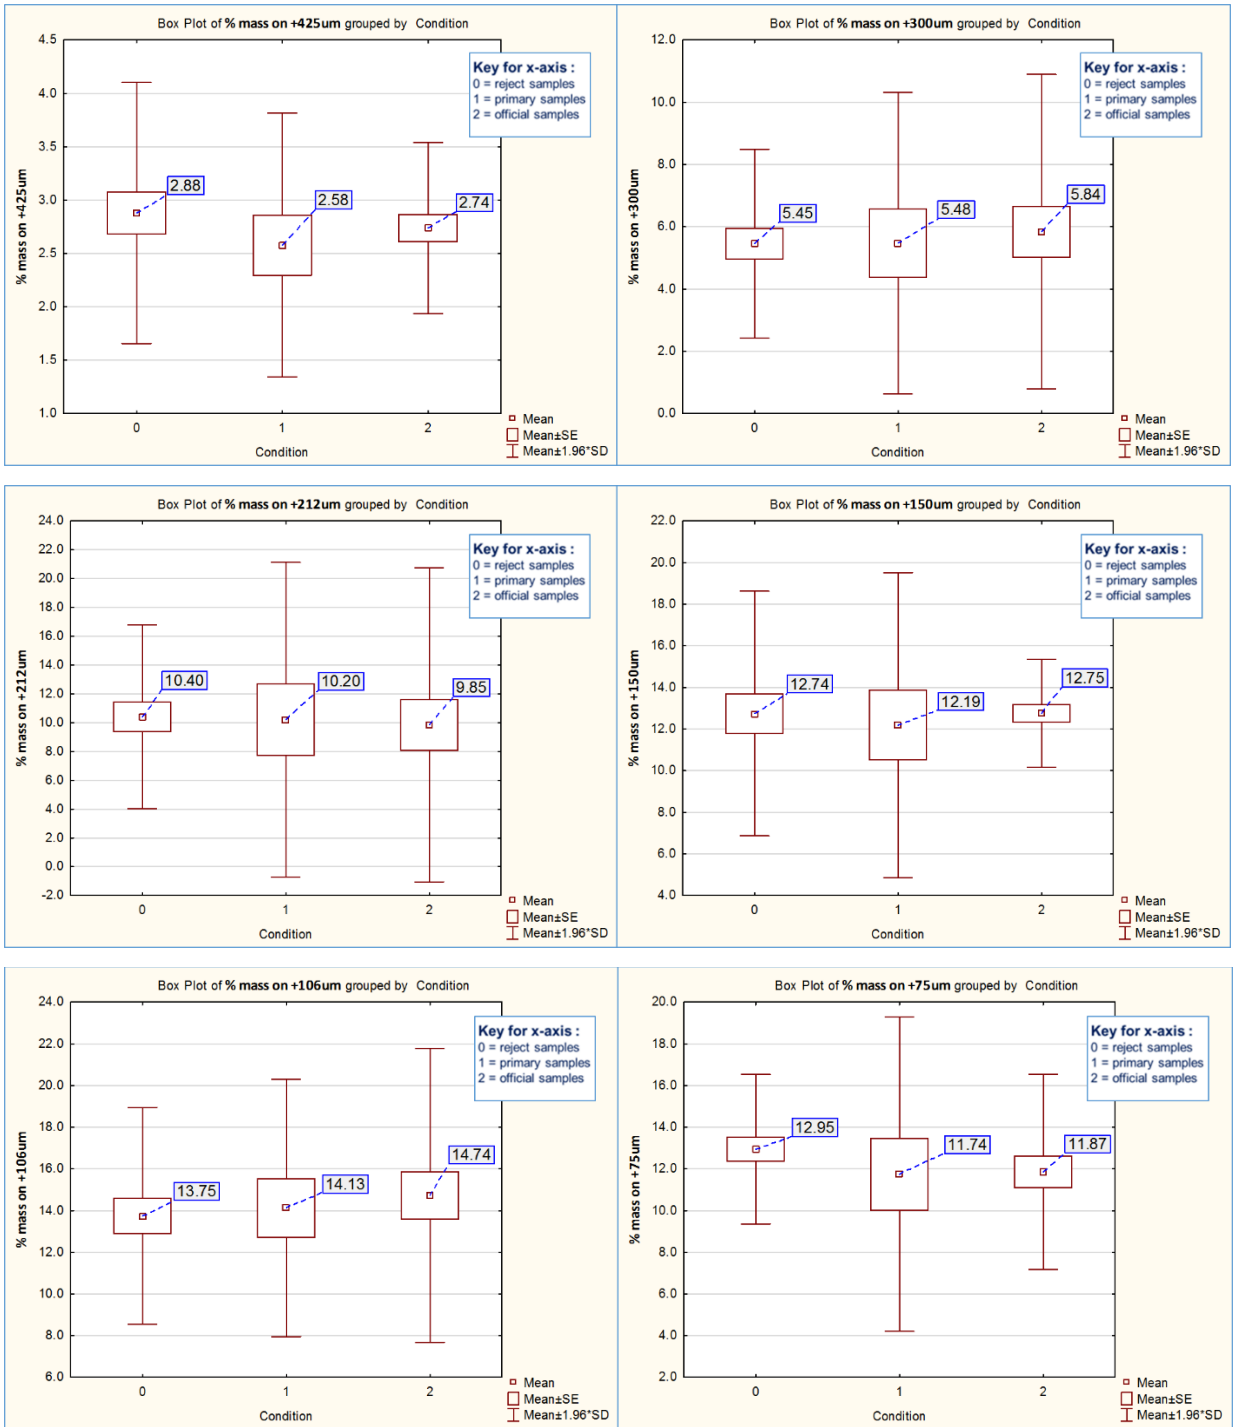 Box Plot of % mass on +425um grouped by Condition
4.5
4.0
3.5
3.0
2.5
2.0
1.5
1.0
% mass on +425um
Key for x-axis :
0 = reject samples
1 = primary samples
2 = official samples
2.88
2.58
2.74
0
1
2
Condition
Mean
Mean±SE
Mean±1.96*SD
Box Plot of % mass on +300um grouped by Condition
12.0
10.0
8.0
6.0
4.0
2.0
0.0
% mass on +300um
Key for x-axis :
0 = reject samples
1 = primary samples
2 = official samples
5.45
5.48
5.84
0
1
2
Condition
Mean
Mean±SE
Mean±1.96*SD
Box Plot of % mass on +212um grouped by Condition
24.0
22.0
20.0
18.0
16.0
14.0
12.0
10.0
8.0
6.0
4.0
2.0
0.0
-2.0
% mass on +212um
Key for x-axis :
0 = reject samples
1 = primary samples
2 = official samples
10.40
10.20
9.85
0
1
2
Condition
Mean
Mean±SE
Mean±1.96*SD
Box Plot of % mass on +150um grouped by Condition
22.0
20.0
18.0
16.0
14.0
12.0
10.0
8.0
6.0
4.0
% mass on +150um
Key for x-axis :
0 = reject samples
1 = primary samples
2 = official samples
12.74
12.19
12.75
0
1
2
Condition
Mean
Mean±SE
Mean±1.96*SD
Box Plot of % mass on +106um grouped by Condition
24.0
22.0
20.0
18.0
16.0
14.0
12.0
10.0
8.0
6.0
% mass on +106um
Key for x-axis :
0 = reject samples
1 = primary samples
2 = official samples
13.75
14.13
14.74
0
1
2
Condition
Mean
Mean±SE
Mean±1.96*SD
Box Plot of % mass on +75um grouped by Condition
20.0
18.0
16.0
14.0
12.0
10.0
8.0
6.0
4.0
2.0
% mass on +75um
Key for x-axis :
0 = reject samples
1 = primary samples
2 = official samples
12.95
11.74
11.87
0
1
2
Condition
Mean
Mean±SE
Mean±1.96*SD